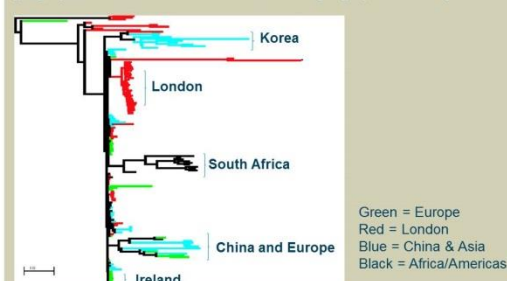 Korea
London
South Africa
China and Europe
Ireland
Green = Europe
Red = London
Blue = China & Asia
Black = Africa/Americas